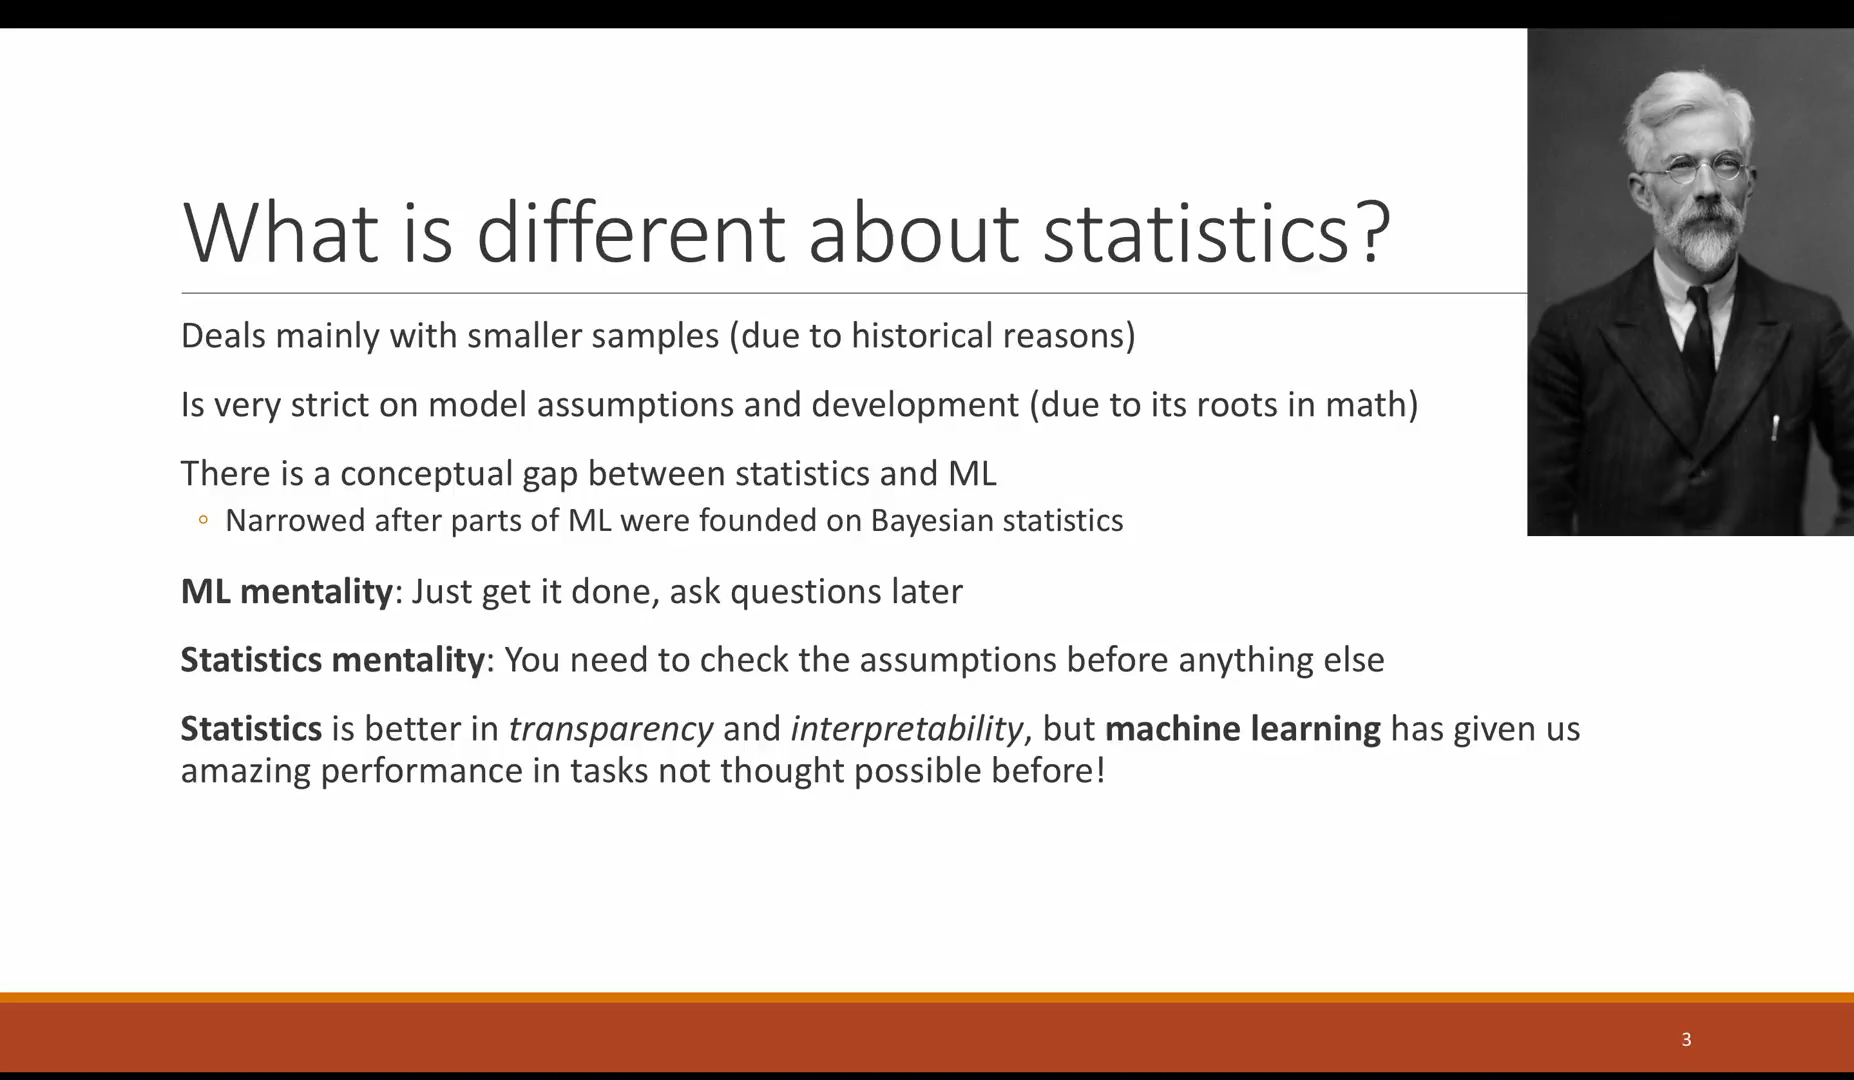 What is different about statistics?
Deals mainly with smaller samples (due to historical reasons)
Is very strict on model assumptions and development (due to its roots in math)
There is a conceptual gap between statistics and ML
◦ Narrowed after parts of ML were founded on Bayesian statistics
ML mentality: Just get it done, ask questions later
Statistics mentality: You need to check the assumptions before anything else
Statistics is better in transparency and interpretability, but machine learning has given us
amazing performance in tasks not thought possible before!
3